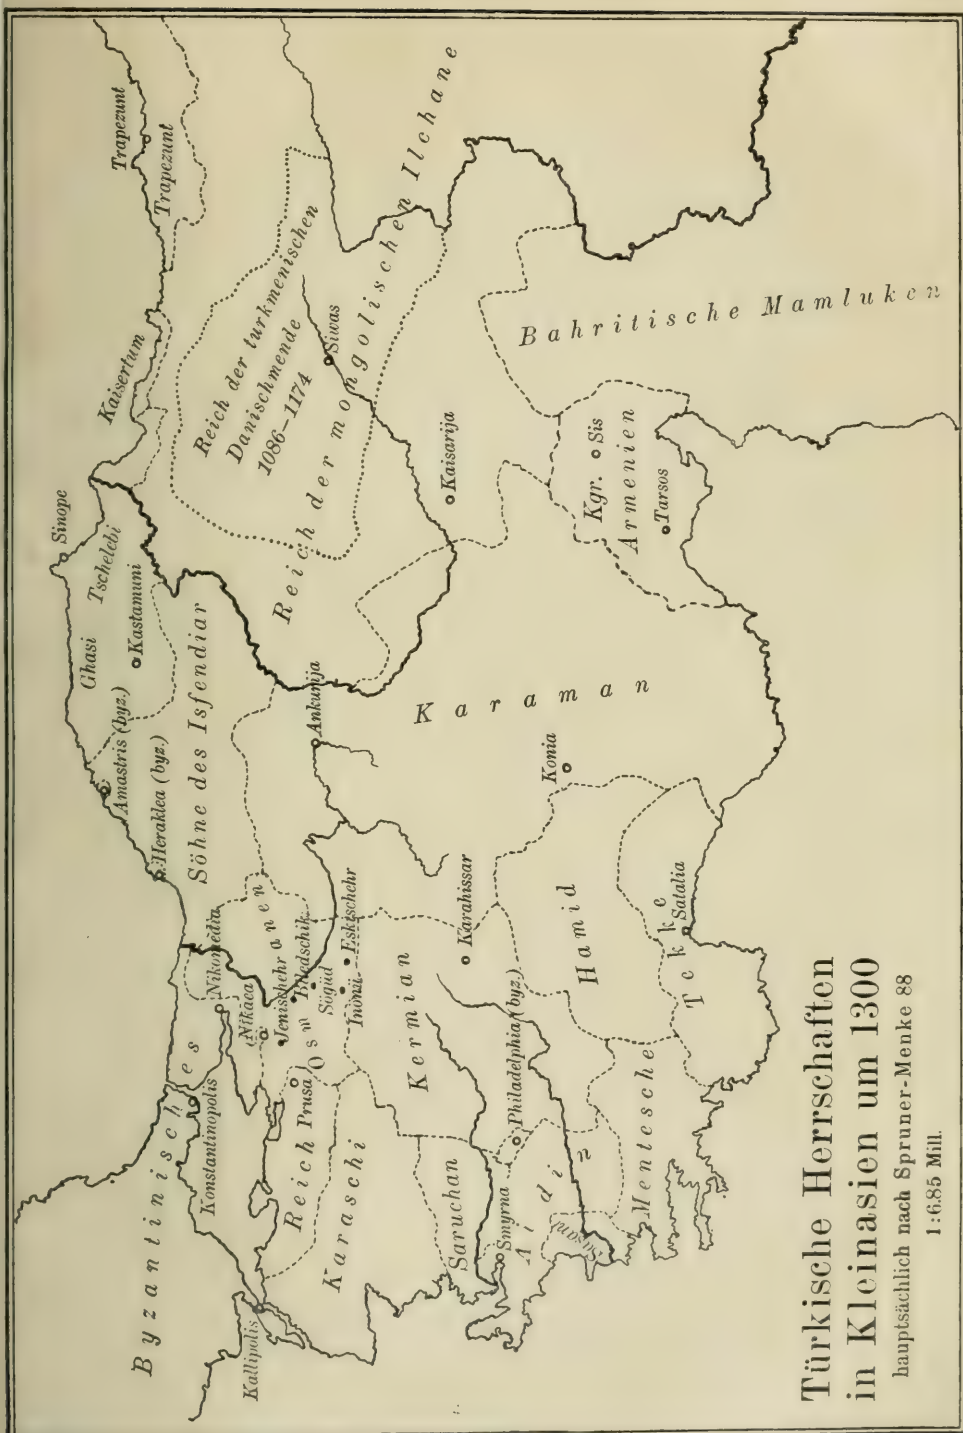 Türkische Herrschaften
in Kleinasien um 1300
hauptsächlich nach Spruner-Menke 88
1:6.85 Mill.
Byzantinisches
Reich
Kallipolis
Konstantinopolis
Nikomedia
Nikaea
Jenischehr
Biledschik
Sögüd
Inönü
Eskischehr
Prusa
Osmanen
Karaschi
Saruchan
Kermian
Smyrna
Aidin
Philadelphia (byz.)
Mentesche
Karahissar
Hamid
Tekke
Satalia
Konia
Karaman
Ankurija
Heraklea (byz.)
Amastris (byz.)
Söhne des Isfendiar
Ghasi
Tschelebi
Kastamuni
Sinope
Kaisertum
Trapezunt
Trapezunt
Reich der turkmenischen
Danischmende
1086–1174
Siwas
Reich der mongolischen Ilchane
Kaisarija
Kgr.
Armenien
Sis
Tarsos
Bahritische Mamluken